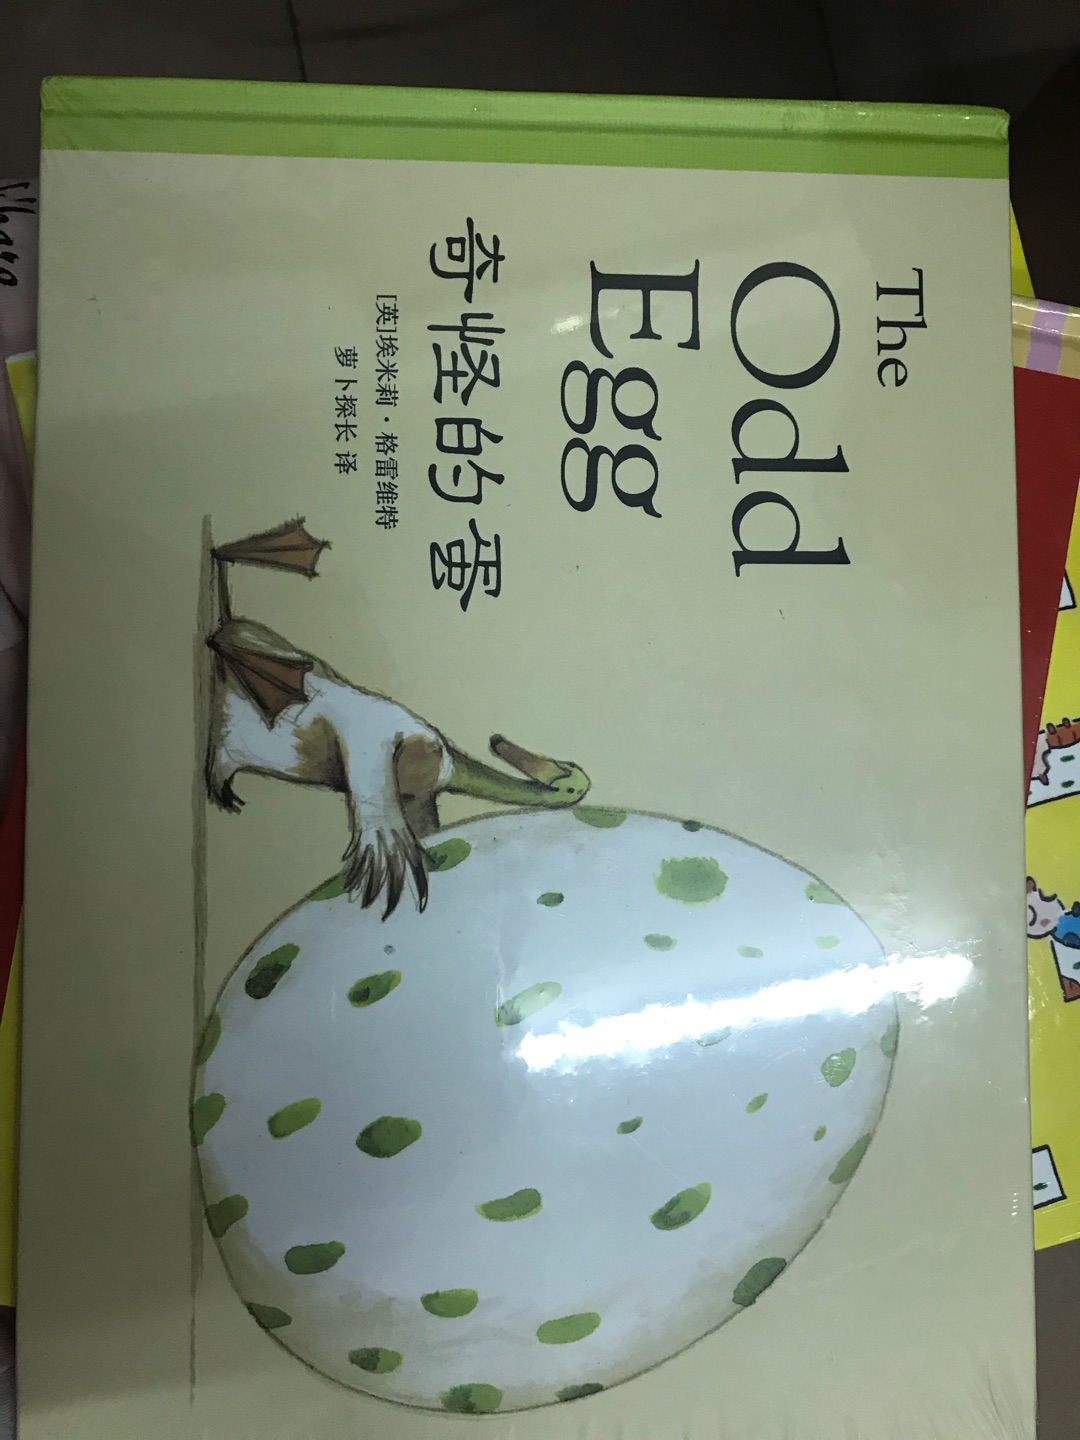 The
Odd
Egg
奇怪的蛋
[英]埃米莉·格雷维特
萝卜探长 译